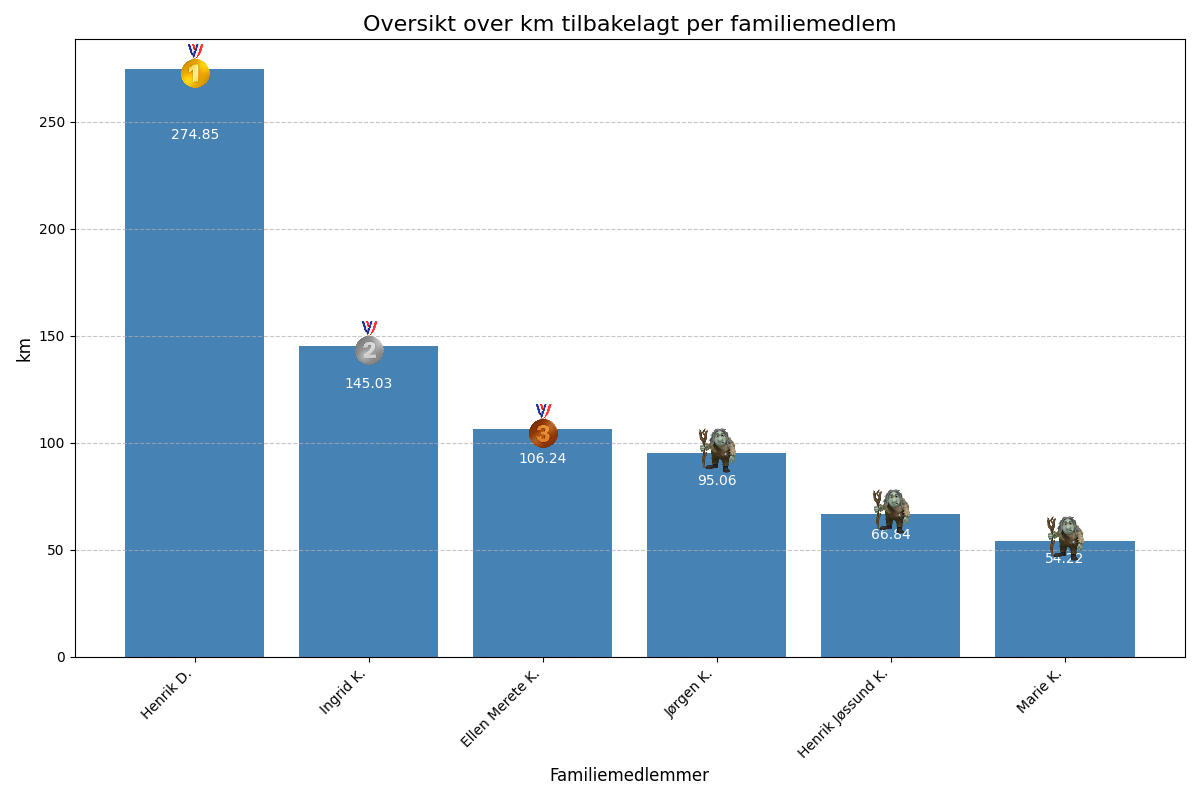 Oversikt over km tilbakelagt per familiemedlem
1
274.85
250
200
150
2
145.03
km
3
106.24
100
95.06
66.84
54.22
50
0
Henrik D.
Ingrid K.
Ellen Merete K.
Jørgen K.
Henrik Jøssund K.
Marie K.
Familiemedlemmer